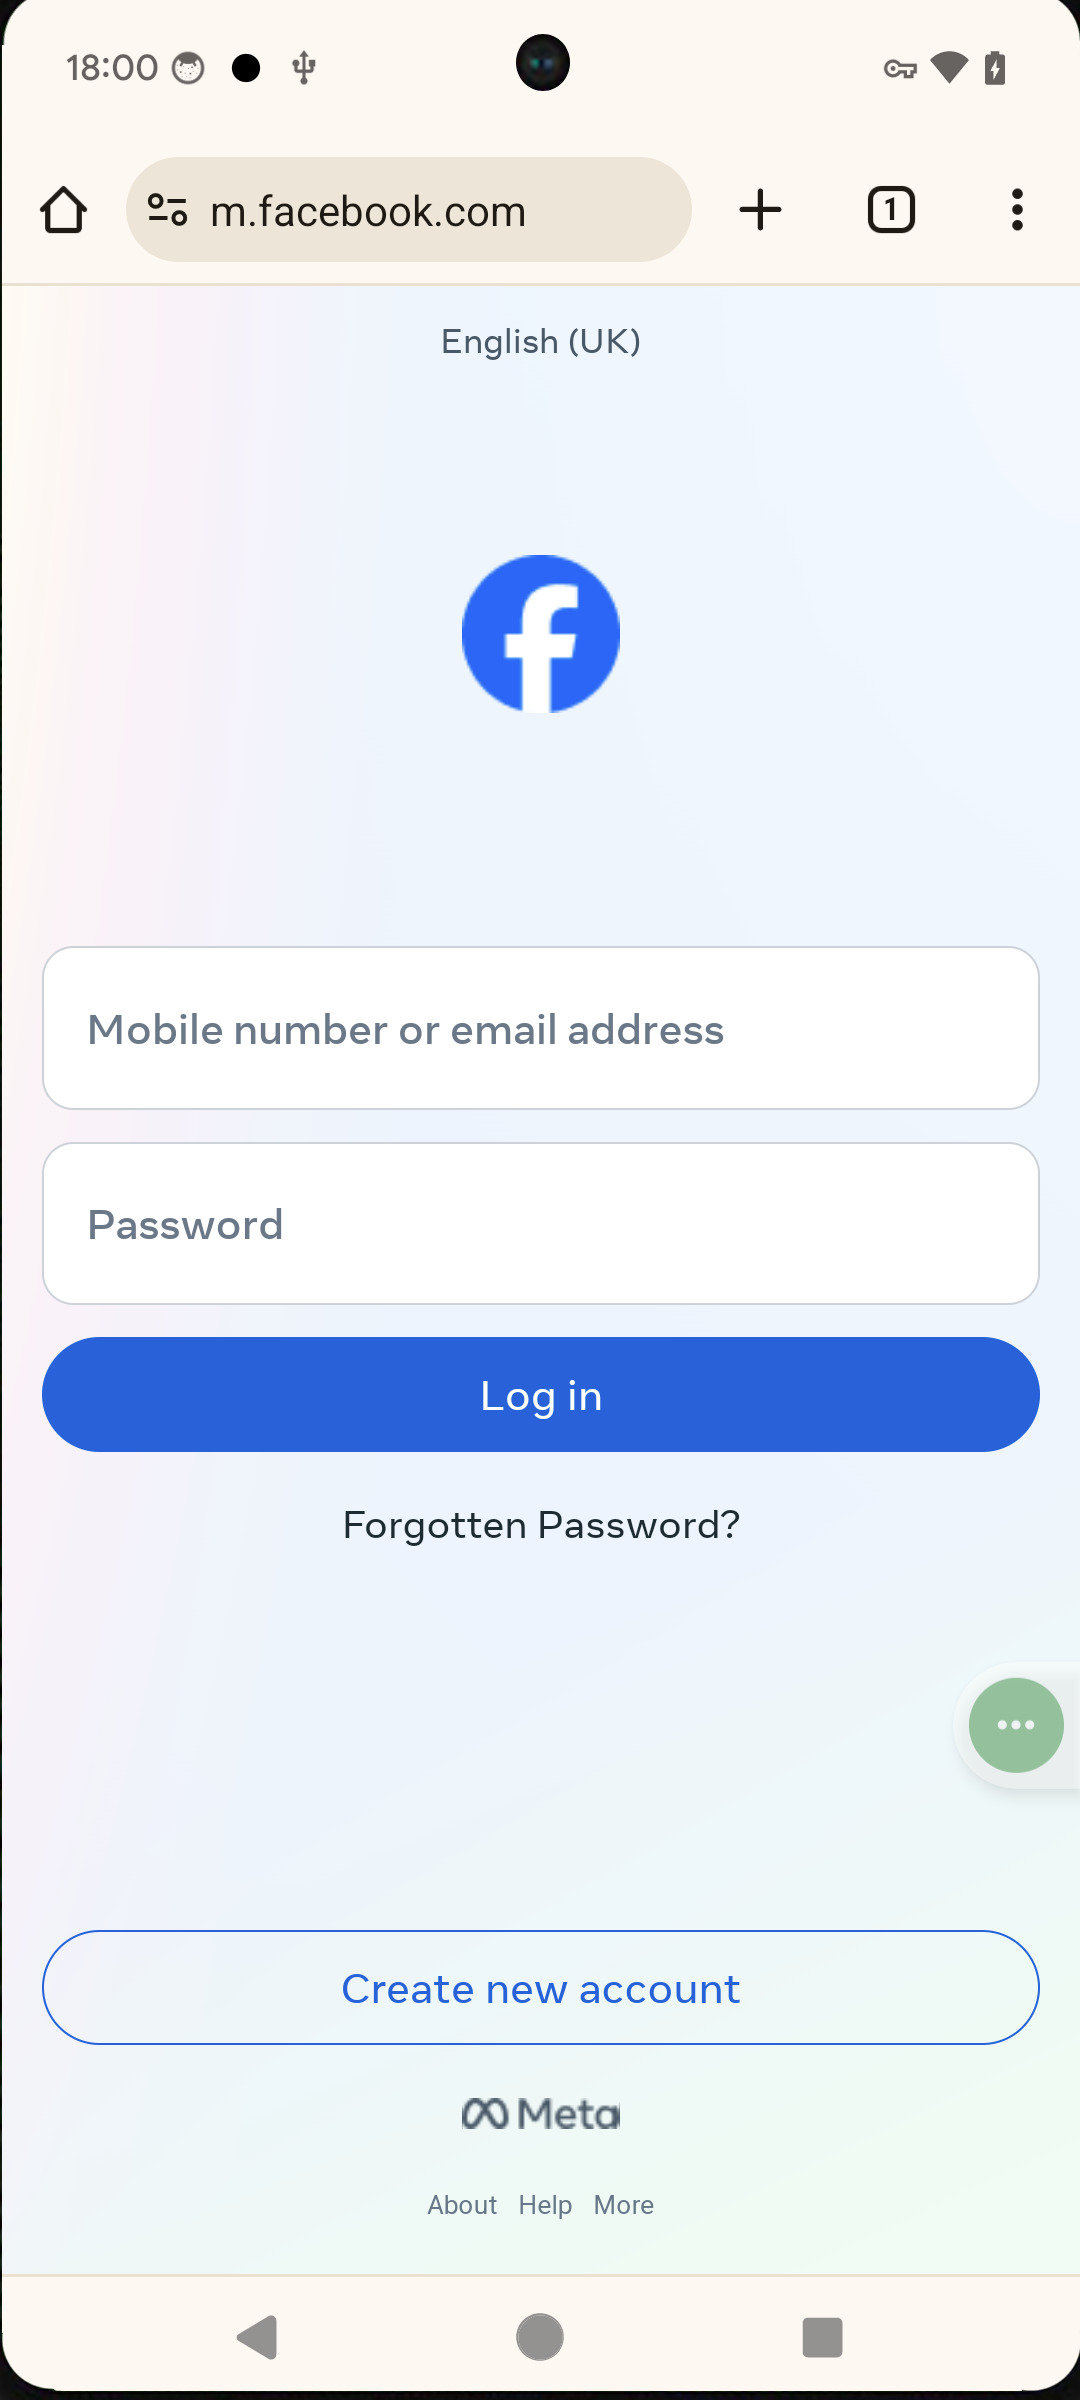 18:00
m.facebook.com
1
English (UK)
Mobile number or email address
Password
Log in
Forgotten Password?
Create new account
Meta
About Help More